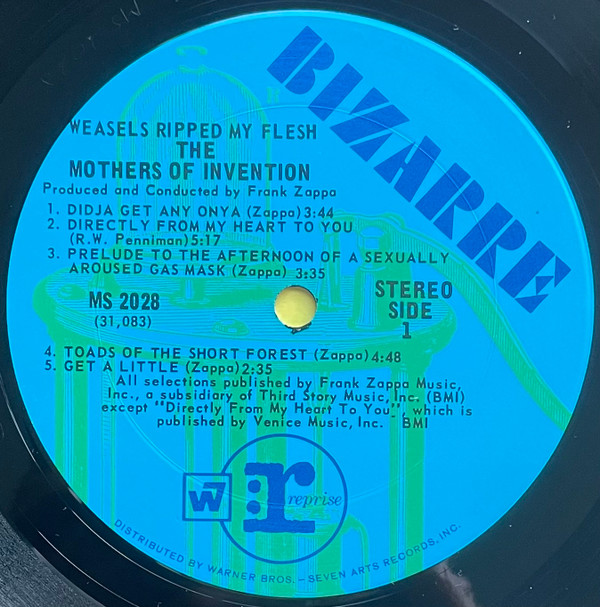 BIZARRE
WEASELS RIPPED MY FLESH
THE
MOTHERS OF INVENTION
Produced and Conducted by Frank Zappa
1. DIDJA GET ANY ONYA (Zappa) 3:44
2. DIRECTLY FROM MY HEART TO YOU
(R.W. Penniman) 5:17
3. PRELUDE TO THE AFTERNOON OF A SEXUALLY
AROUSED GAS MASK (Zappa) 3:35
MS 2028
(31,083)
STEREO
SIDE
1
4. TOADS OF THE SHORT FOREST (Zappa) 4:48
5. GET A LITTLE (Zappa) 2:35
All selections published by Frank Zappa Music,
Inc., a subsidiary of Third Story Music, Inc. (BMI)
except "Directly From My Heart To You", which is
published by Venice Music, Inc. - BMI
W7
r
reprise
DISTRIBUTED BY WARNER BROS. – SEVEN ARTS RECORDS, INC.